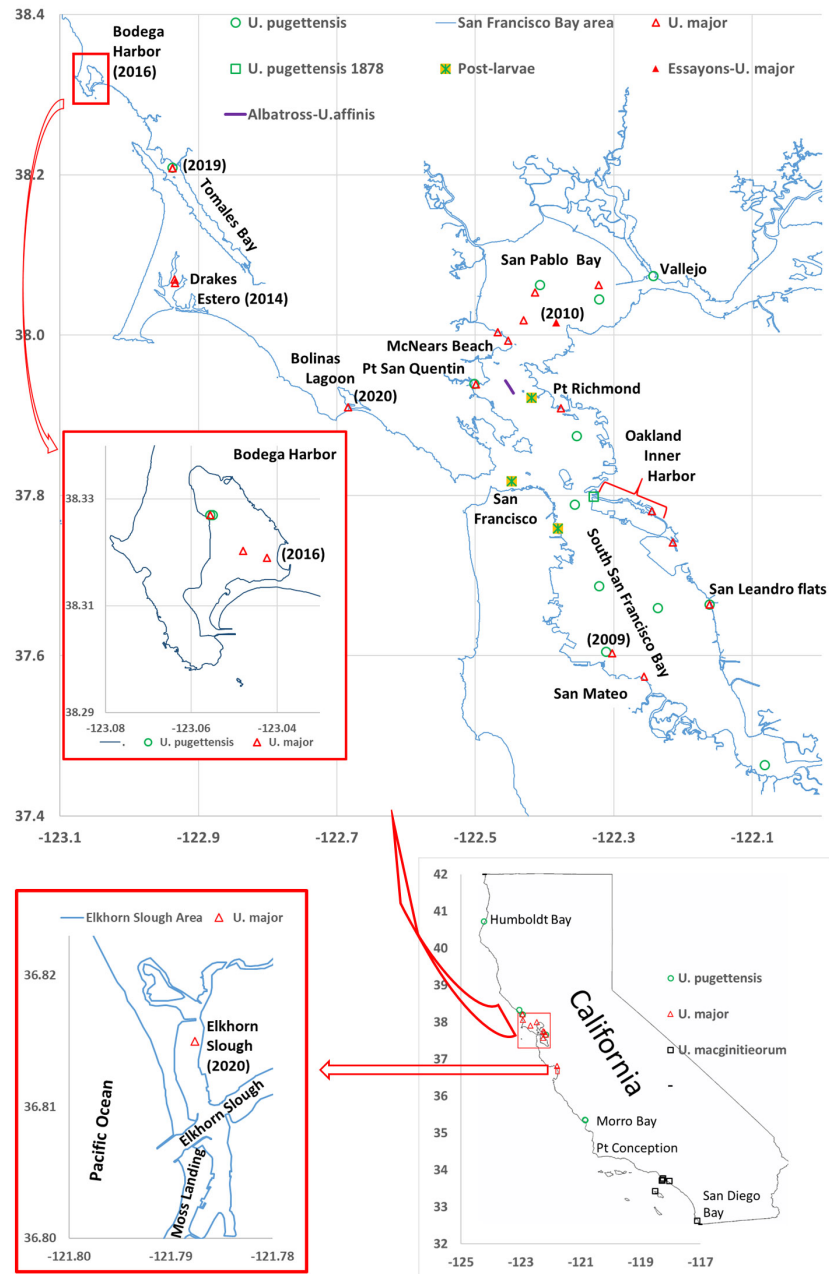 U. pugettensis
San Francisco Bay area
U. major
U. pugettensis 1878
Post-larvae
Essayons-U. major
Albatross-U.affinis
38.4
38.2
38.0
37.8
37.6
37.4
-123.1
-122.9
-122.7
-122.5
-122.3
-122.1
Bodega
Harbor
(2016)
(2019)
Tomales Bay
Drakes
Estero (2014)
Bolinas
Lagoon
(2020)
San Pablo Bay
Vallejo
(2010)
McNears Beach
Pt San Quentin
Pt Richmond
Oakland
Inner
Harbor
San
Francisco
South San Francisco Bay
San Leandro flats
(2009)
San Mateo
Bodega Harbor
38.33
38.31
38.29
(2016)
-123.08
-123.06
-123.04
.
U. pugettensis
U. major
Elkhorn Slough Area
U. major
36.82
36.81
36.80
-121.80
-121.79
-121.78
Elkhorn
Slough
(2020)
Pacific Ocean
Elkhorn Slough
Moss Landing
42
41
40
39
38
37
36
35
34
33
32
-125
-123
-121
-119
-117
Humboldt Bay
California
U. pugettensis
U. major
U. macginitieorum
Morro Bay
Pt Conception
San Diego
Bay